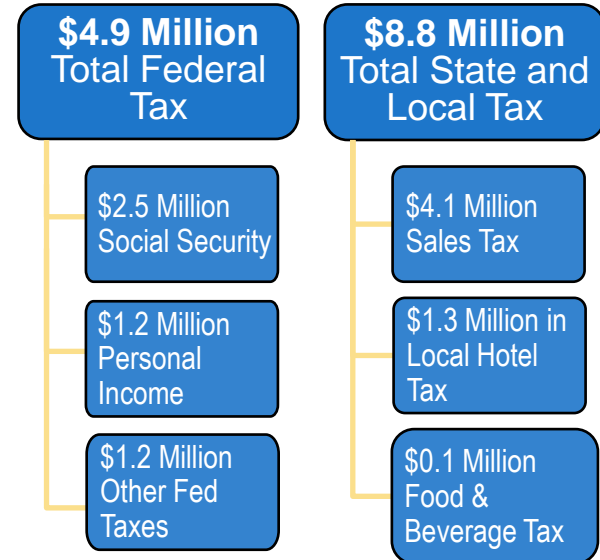 $4.9 Million
Total Federal
Tax
$2.5 Million
Social Security
$1.2 Million
Personal
Income
$1.2 Million
Other Fed
Taxes
$8.8 Million
Total State and
Local Tax
$4.1 Million
Sales Tax
$1.3 Million in
Local Hotel
Tax
$0.1 Million
Food &
Beverage Tax